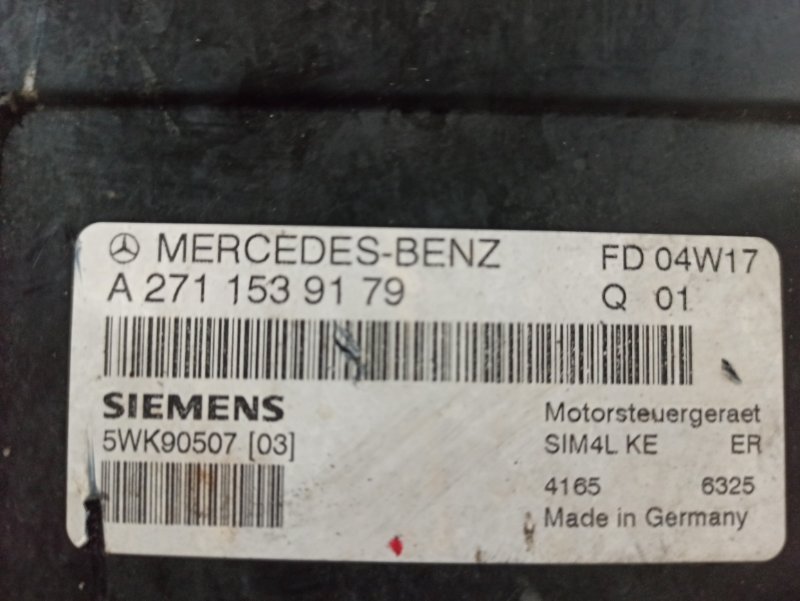 MERCEDES-BENZ FD 04W17
A 271 153 91 79 Q 01
SIEMENS Motorsteuergeraet
5WK90507 [03] SIM4L KE ER
4165 6325
Made in Germany